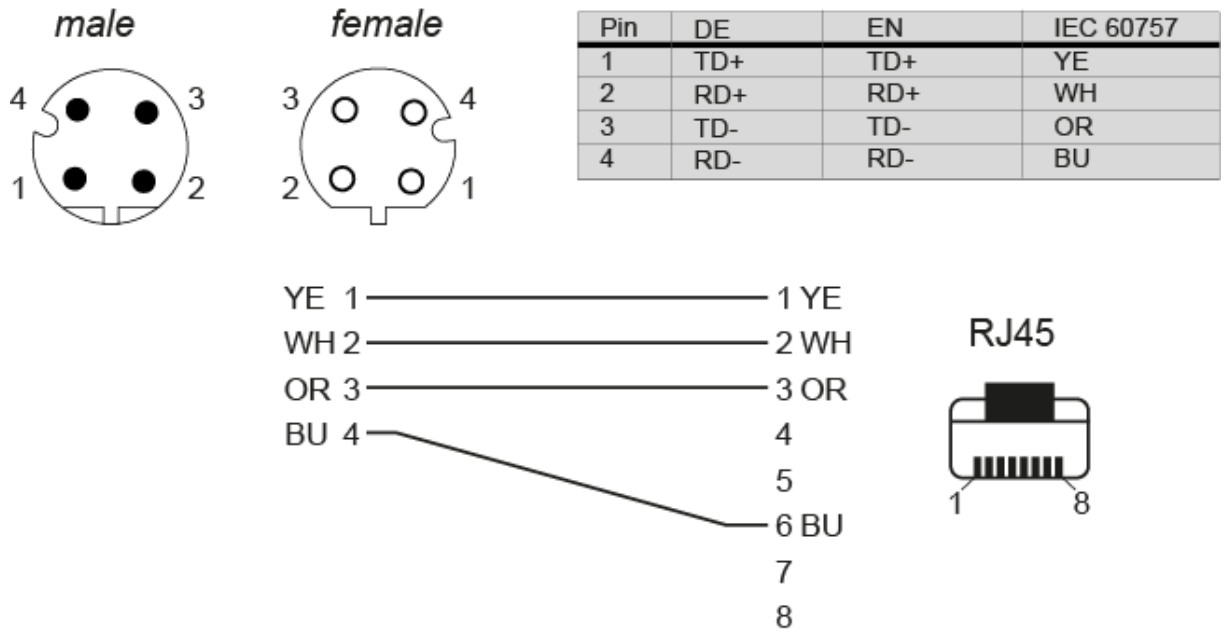 male female
4 3 3 4
1 2 2 1
Pin DE EN IEC 60757
1 TD+ TD+ YE
2 RD+ RD+ WH
3 TD- TD- OR
4 RD- RD- BU
YE 1 1 YE
WH 2 2 WH
OR 3 3 OR
BU 4 4
5
6 BU
7
8
RJ45
1 8